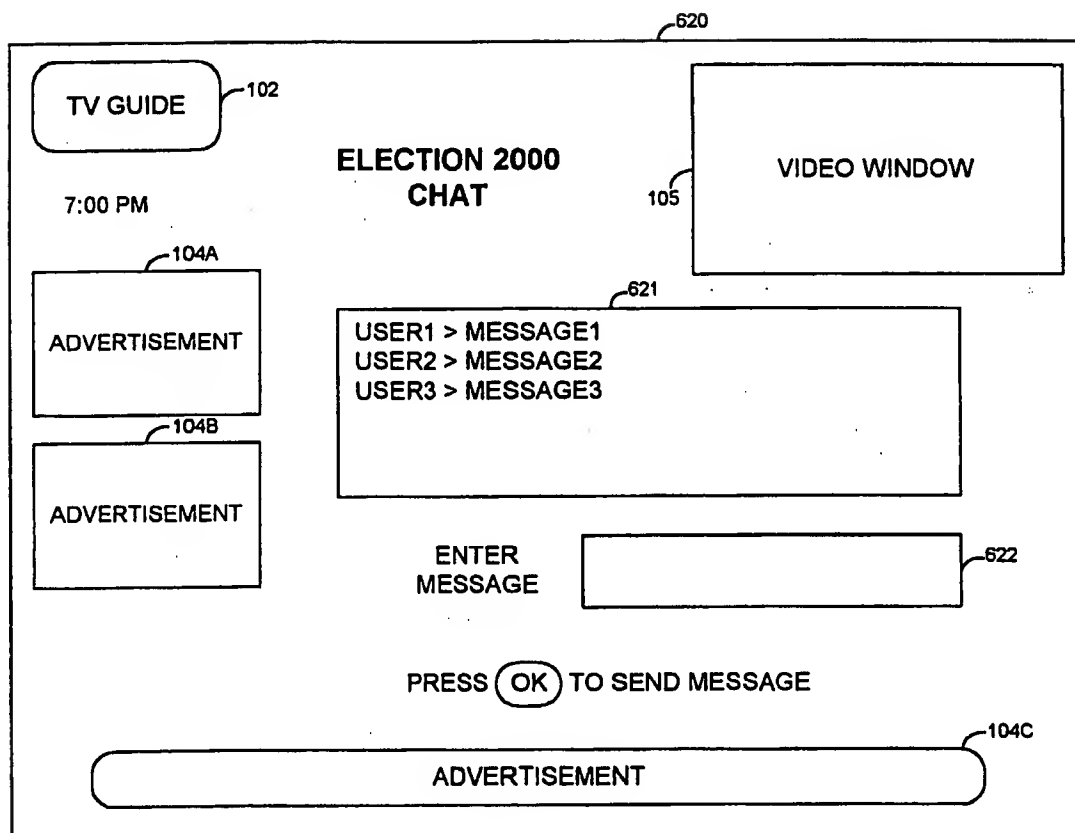 620
TV GUIDE
102
ELECTION 2000
CHAT
VIDEO WINDOW
105
7:00 PM
104A
ADVERTISEMENT
621
USER1 > MESSAGE1
USER2 > MESSAGE2
USER3 > MESSAGE3
104B
ADVERTISEMENT
ENTER
MESSAGE
622
PRESS OK TO SEND MESSAGE
104C
ADVERTISEMENT